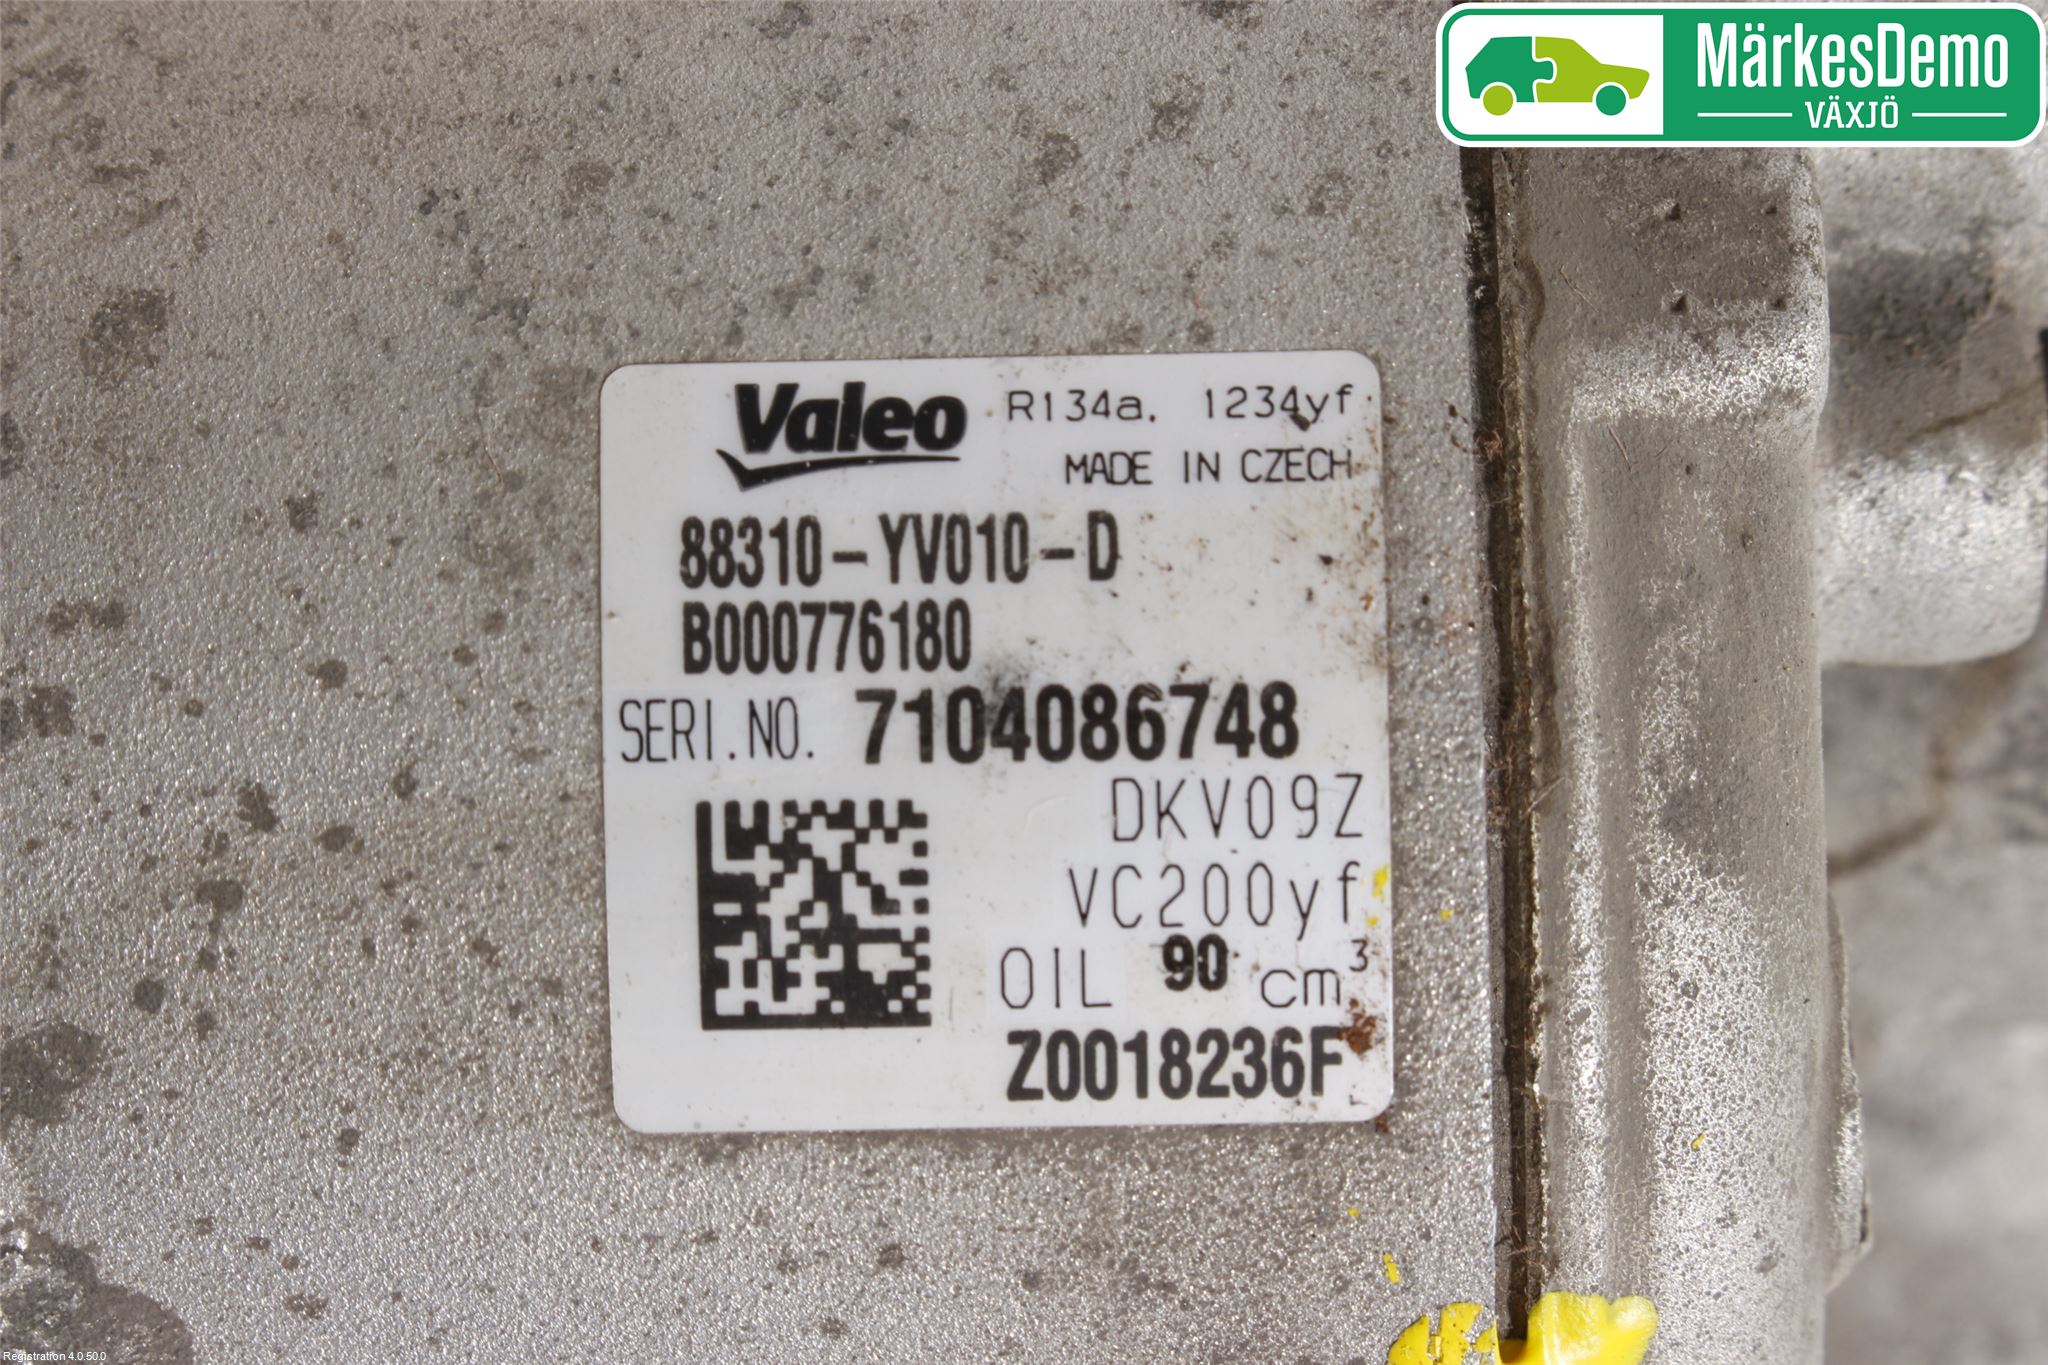 MärkesDemo
VÄXJÖ
Valeo R134a. 1234yf
MADE IN CZECH
88310-YV010-D
B000776180
SERI.NO. 7104086748
DKV09Z
VC200yf
OIL 90 cm³
Z0018236F
Registration 4.0.50.0